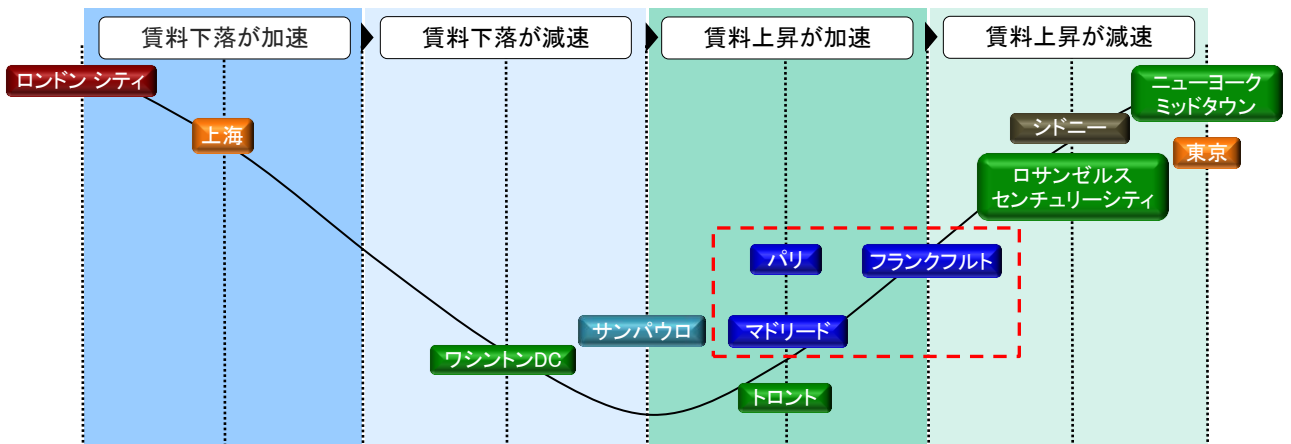 賃料下落が加速
賃料下落が減速
賃料上昇が加速
賃料上昇が減速
ロンドン シティ
上海
ニューヨーク
ミッドタウン
シドニー
東京
ロサンゼルス
センチュリーシティ
パリ
フランクフルト
サンパウロ
マドリード
ワシントンDC
トロント